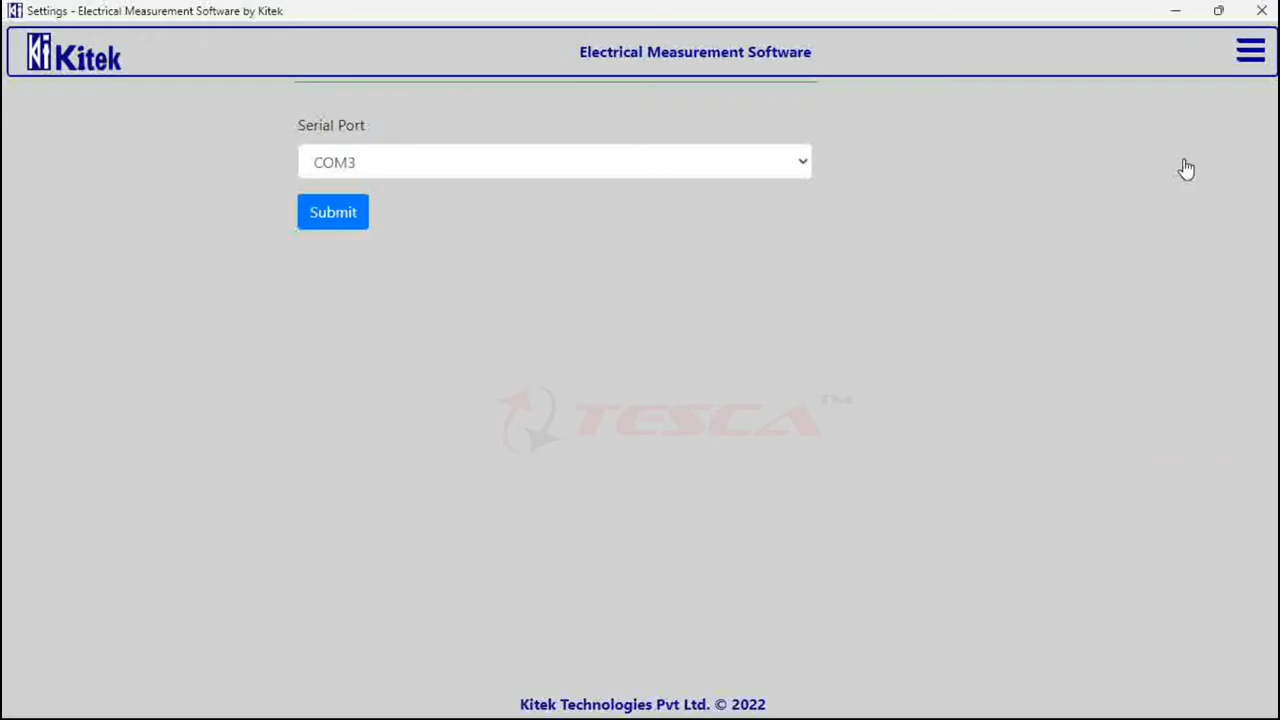 Settings - Electrical Measurement Software by Kitek
Kitek
Electrical Measurement Software
Serial Port
COM3
Submit
TESCA™
Kitek Technologies Pvt Ltd. © 2022